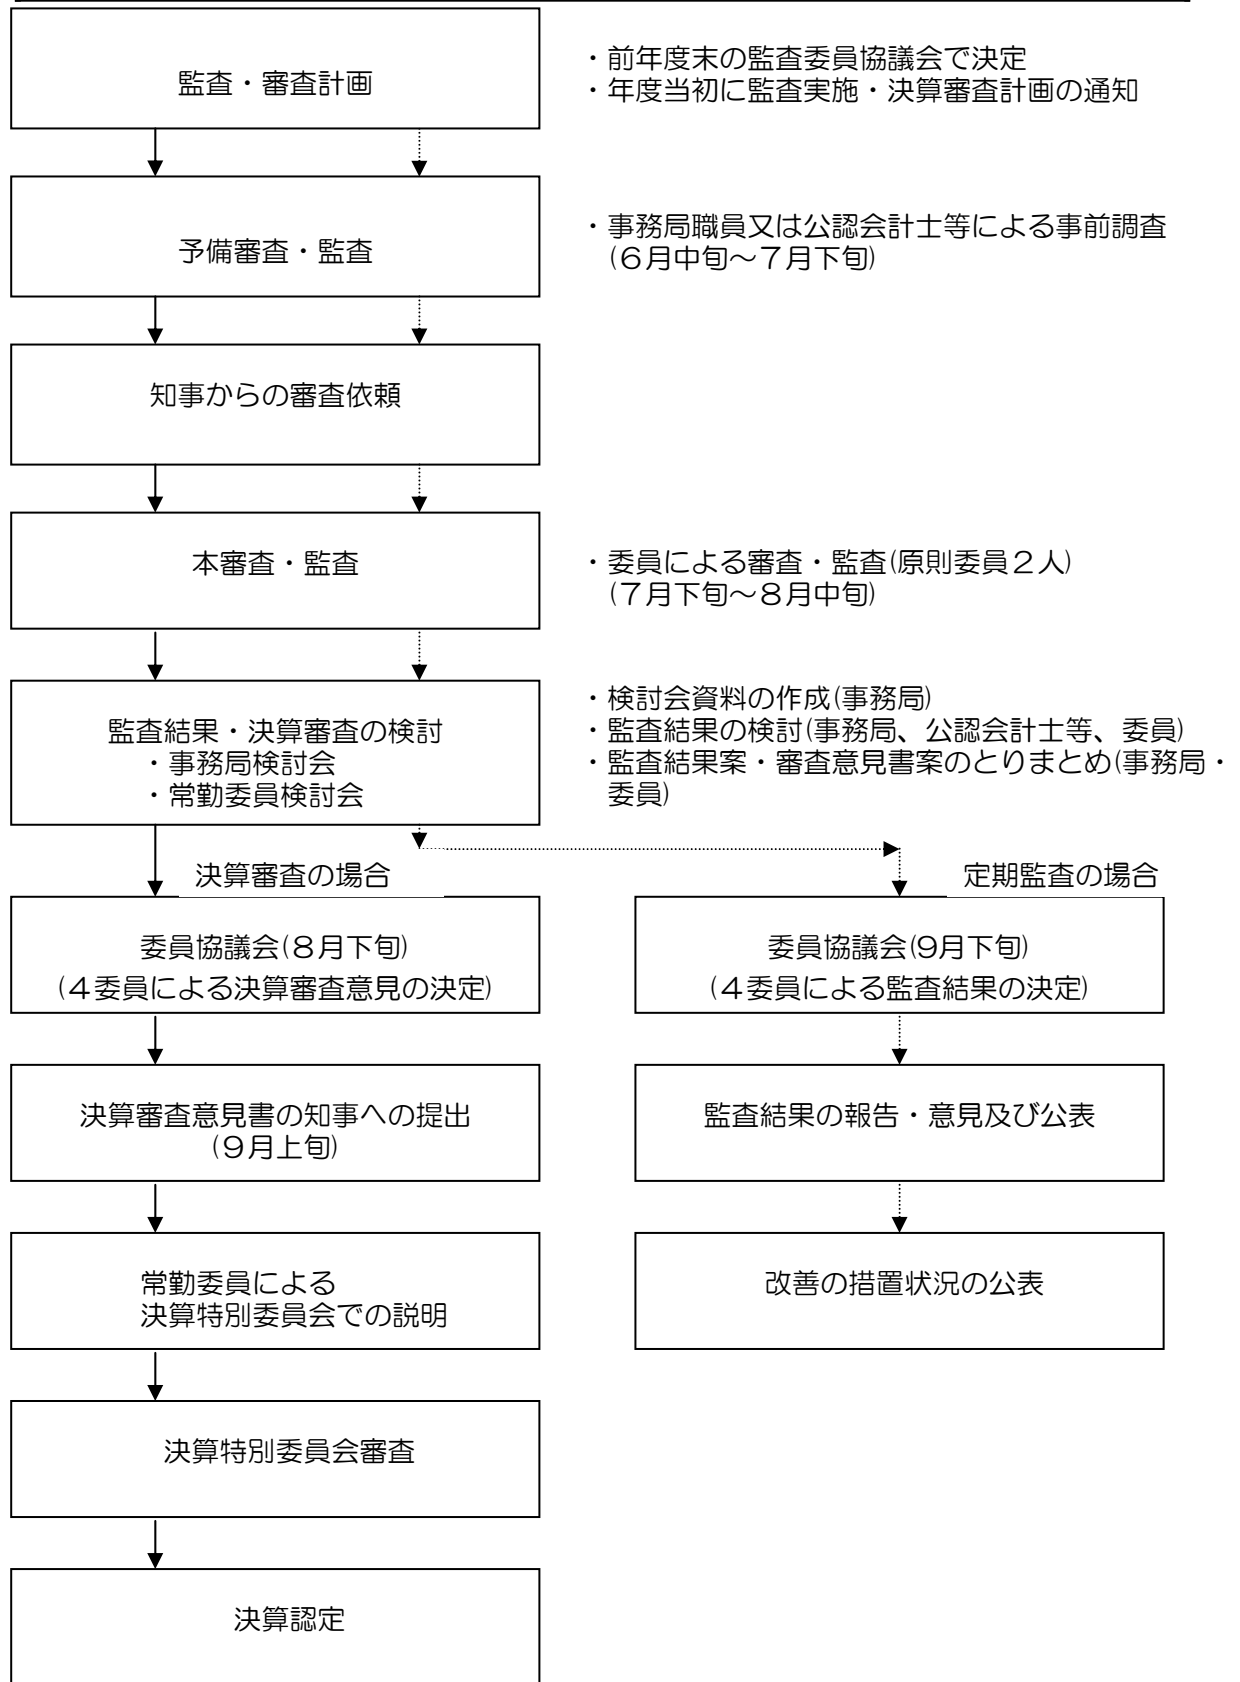 監査・審査計画
・前年度末の監査委員協議会で決定
・年度当初に監査実施・決算審査計画の通知
予備審査・監査
・事務局職員又は公認会計士等による事前調査
(６月中旬～７月下旬)
知事からの審査依頼
本審査・監査
・委員による審査・監査(原則委員２人)
(７月下旬～８月中旬)
監査結果・決算審査の検討
・事務局検討会
・常勤委員検討会
・検討会資料の作成(事務局)
・監査結果の検討(事務局、公認会計士等、委員)
・監査結果案・審査意見書案のとりまとめ(事務局・
委員)
決算審査の場合
定期監査の場合
委員協議会(８月下旬)
(４委員による決算審査意見の決定)
委員協議会(９月下旬)
(４委員による監査結果の決定)
決算審査意見書の知事への提出
(９月上旬)
監査結果の報告・意見及び公表
常勤委員による
決算特別委員会での説明
改善の措置状況の公表
決算特別委員会審査
決算認定